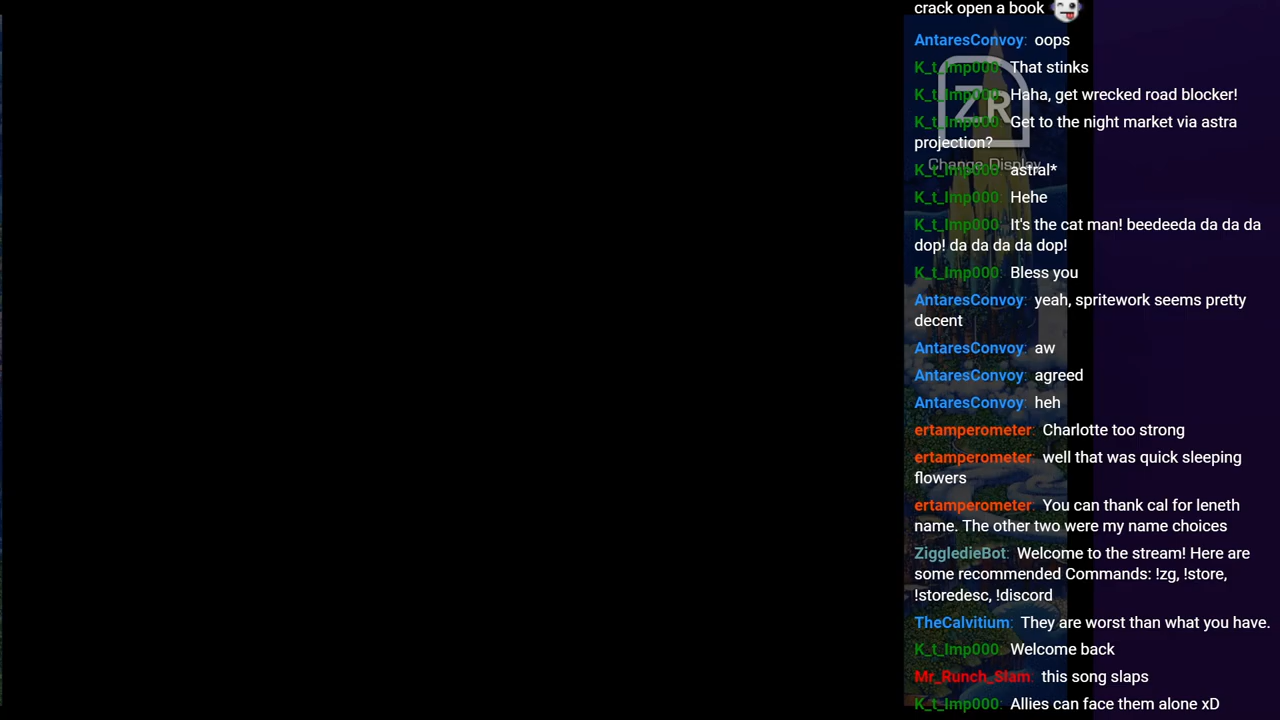 crack open a book
AntaresConvoy: oops
K_t_Imp000: That stinks
K_t_Imp000: Haha, get wrecked road blocker!
ZR
K_t_Imp000: Get to the night market via astra
projection?
Change Display
K_t_Imp000: astral*
K_t_Imp000: Hehe
K_t_Imp000: It's the cat man! beedeeda da da da
dop! da da da da dop!
K_t_Imp000: Bless you
AntaresConvoy: yeah, spritework seems pretty
decent
AntaresConvoy: aw
AntaresConvoy: agreed
AntaresConvoy: heh
ertamperometer: Charlotte too strong
ertamperometer: well that was quick sleeping
flowers
ertamperometer: You can thank cal for leneth
name. The other two were my name choices
ZiggledieBot: Welcome to the stream! Here are
some recommended Commands: !zg, !store,
!storedesc, !discord
TheCalvitium: They are worst than what you have.
K_t_Imp000: Welcome back
Mr_Runch_Slam: this song slaps
K_t_Imp000: Allies can face them alone xD